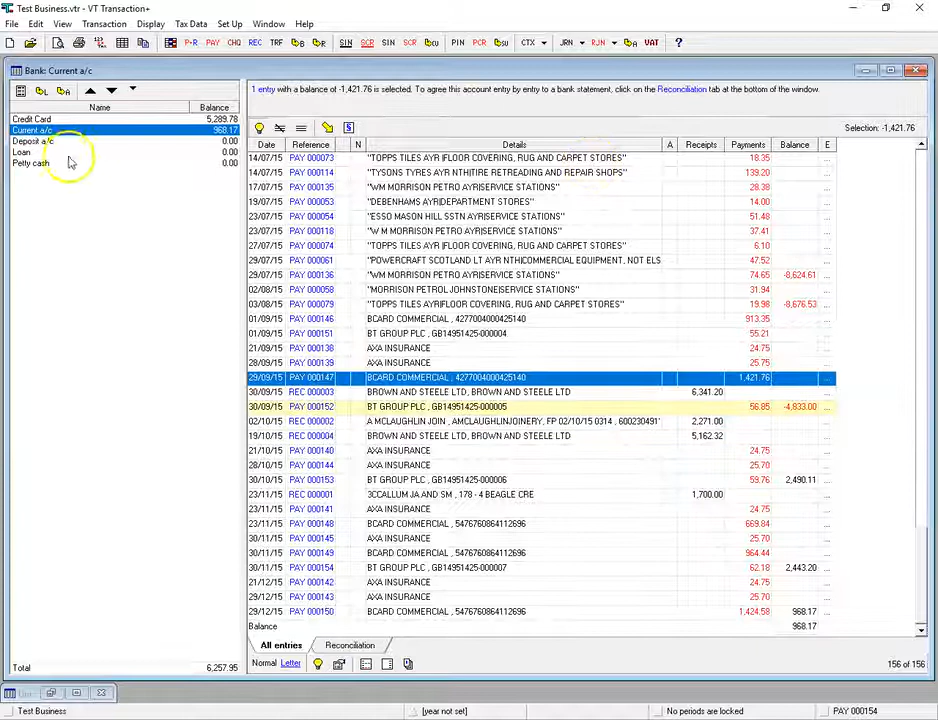 Test Business.vtr - VT Transaction+
File Edit View Transaction Display Tax Data Set Up Window Help
P+R PAY CHQ REC TRF SIN SCR SIN SCR PIN PCR CTX JRN RJN VAT ?
Bank: Current a/c
1 entry with a balance of -1,421.76 is selected. To agree this account entry by entry to a bank statement, click on the Reconciliation tab at the bottom of the window.
Name Balance
Credit Card 5,289.78
Current a/c 968.17
Deposit a/c 0.00
Loan 0.00
Petty cash 0.00
Total 6,257.95
Selection: -1,421.76
Date Reference N Details A Receipts Payments Balance E
14/07/15 PAY 000073 "TOPPS TILES AYR |FLOOR COVERING, RUG AND CARPET STORES" 18.35 ...
14/07/15 PAY 000114 "TYSONS TYRES AYR NTH|TIRE RETREADING AND REPAIR SHOPS" 139.20 ...
17/07/15 PAY 000135 "WM MORRISON PETRO AYR|SERVICE STATIONS" 28.38 ...
19/07/15 PAY 000053 "DEBENHAMS AYR|DEPARTMENT STORES" 14.00 ...
23/07/15 PAY 000054 "ESSO MASON HILL SSTN AYR|SERVICE STATIONS" 51.48 ...
23/07/15 PAY 000118 "W M MORRISON PETRO AYR|SERVICE STATIONS" 37.41 ...
27/07/15 PAY 000074 "TOPPS TILES AYR |FLOOR COVERING, RUG AND CARPET STORES" 6.10 ...
29/07/15 PAY 000061 "POWERCRAFT SCOTLAND LT AYR NTH|COMMERCIAL EQUIPMENT, NOT ELS 47.52 ...
29/07/15 PAY 000136 "WM MORRISON PETRO AYR|SERVICE STATIONS" 74.65 -8,624.61 ...
02/08/15 PAY 000058 "MORRISON PETROL JOHNSTONE|SERVICE STATIONS" 31.94 ...
03/08/15 PAY 000079 "TOPPS TILES AYR|FLOOR COVERING, RUG AND CARPET STORES" 19.98 -8,676.53 ...
01/09/15 PAY 000146 BCARD COMMERCIAL , 4277004000425140 913.35 ...
01/09/15 PAY 000151 BT GROUP PLC , GB14951425-000004 55.21 ...
21/09/15 PAY 000138 AXA INSURANCE 24.75 ...
28/09/15 PAY 000139 AXA INSURANCE 25.75 ...
29/09/15 PAY 000147 BCARD COMMERCIAL , 4277004000425140 1,421.76 ...
30/09/15 REC 000003 BROWN AND STEELE LTD, BROWN AND STEELE LTD 6,341.20 ...
30/09/15 PAY 000152 BT GROUP PLC , GB14951425-000005 56.85 -4,833.00 ...
02/10/15 REC 000002 A MCLAUGHLIN JOIN , AMCLAUGHLINJOINERY, FP 02/10/15 0314 , 600230491' 2,271.00 ...
19/10/15 REC 000004 BROWN AND STEELE LTD, BROWN AND STEELE LTD 5,162.32 ...
21/10/15 PAY 000140 AXA INSURANCE 24.75 ...
28/10/15 PAY 000144 AXA INSURANCE 25.70 ...
30/10/15 PAY 000153 BT GROUP PLC , GB14951425-000006 59.76 2,490.11 ...
23/11/15 REC 000001 3CCALLUM JA AND SM , 178 - 4 BEAGLE CRE 1,700.00 ...
23/11/15 PAY 000141 AXA INSURANCE 24.75 ...
23/11/15 PAY 000148 BCARD COMMERCIAL , 5476760864112696 669.84 ...
30/11/15 PAY 000145 AXA INSURANCE 25.70 ...
30/11/15 PAY 000149 BCARD COMMERCIAL , 5476760864112696 964.44 ...
30/11/15 PAY 000154 BT GROUP PLC , GB14951425-000007 62.18 2,443.20 ...
21/12/15 PAY 000142 AXA INSURANCE 24.75 ...
29/12/15 PAY 000143 AXA INSURANCE 25.70 ...
29/12/15 PAY 000150 BCARD COMMERCIAL , 5476760864112696 1,424.58 968.17 ...
Balance 968.17
All entries Reconciliation
Normal Letter
156 of 156
Test Business [year not set] No periods are locked PAY 000154